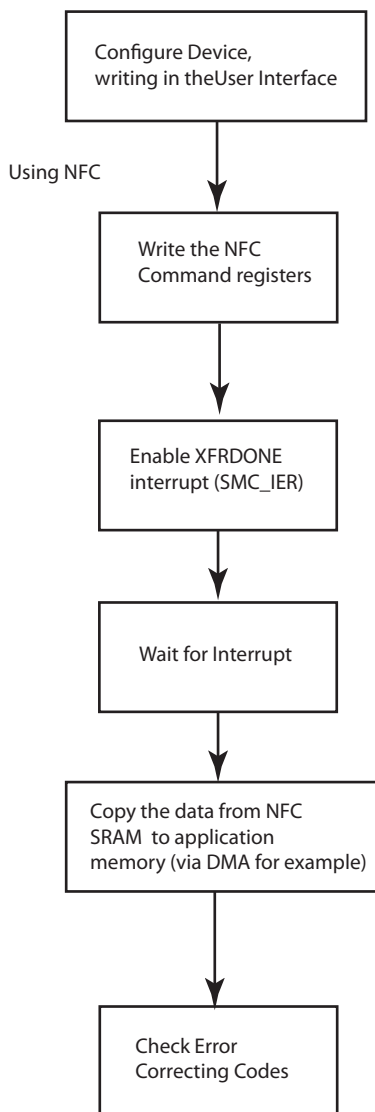 Configure Device,
writing in theUser Interface
Using NFC
Write the NFC
Command registers
Enable XFRDONE
interrupt (SMC_IER)
Wait for Interrupt
Copy the data from NFC
SRAM to application
memory (via DMA for example)
Check Error
Correcting Codes